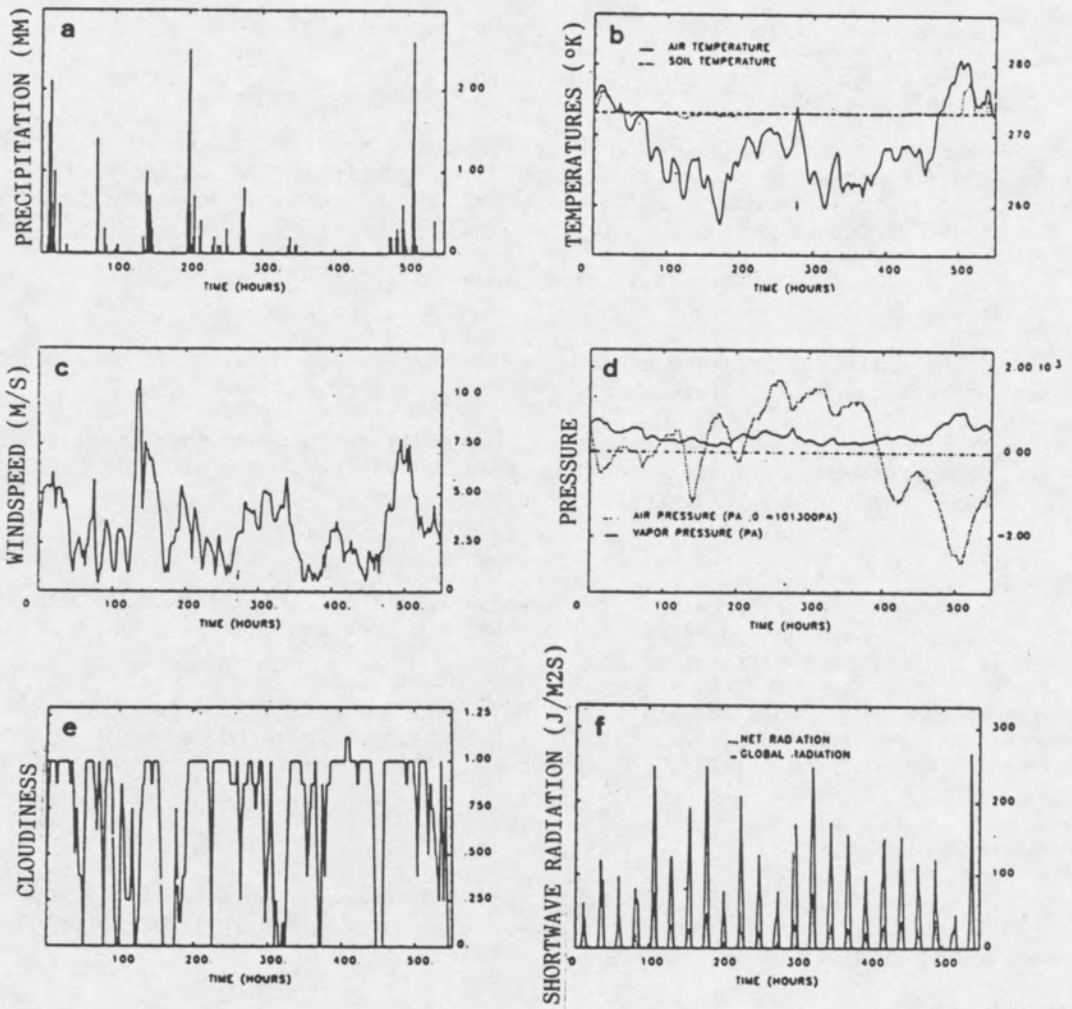 a
PRECIPITATION (MM)
2 00
1 00
0
100. 200 300. 400. 500.
TIME (HOURS)
b
AIR TEMPERATURE
SOIL TEMPERATURE
TEMPERATURES (°K)
280
270
260
0 100 200 300 400. 500
TIME (HOURS)
c
WINDSPEED (M/S)
10 0
7.50
5.00
2.50
0
0 100 200 300 400. 500.
TIME (HOURS)
d
PRESSURE
2.00 10 3
0 00
-2.00
AIR PRESSURE (PA ,0 =101300PA)
VAPOR PRESSURE (PA)
0 100 200 300 400 500
TIME (HOURS)
e
CLOUDINESS
1.25
1.00
.750
.500
.250
0.
0 100 200 300 400. 500.
TIME (HOURS)
f
SHORTWAVE RADIATION (J/M2S)
NET RADIATION
GLOBAL RADIATION
300
200
100
0
0 100 200 300 400 500
TIME (HOURS)